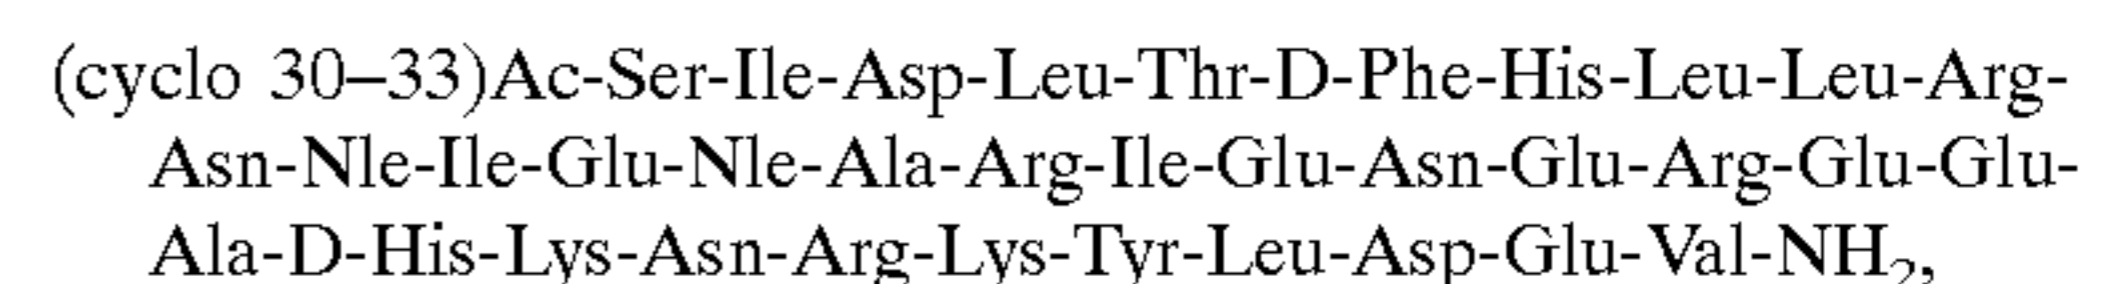 (cyclo 30–33)Ac-Ser-Ile-Asp-Leu-Thr-D-Phe-His-Leu-Leu-Arg-
Asn-Nle-Ile-Glu-Nle-Ala-Arg-Ile-Glu-Asn-Glu-Arg-Glu-Glu-
Ala-D-His-Lys-Asn-Arg-Lys-Tyr-Leu-Asp-Glu-Val-NH₂,